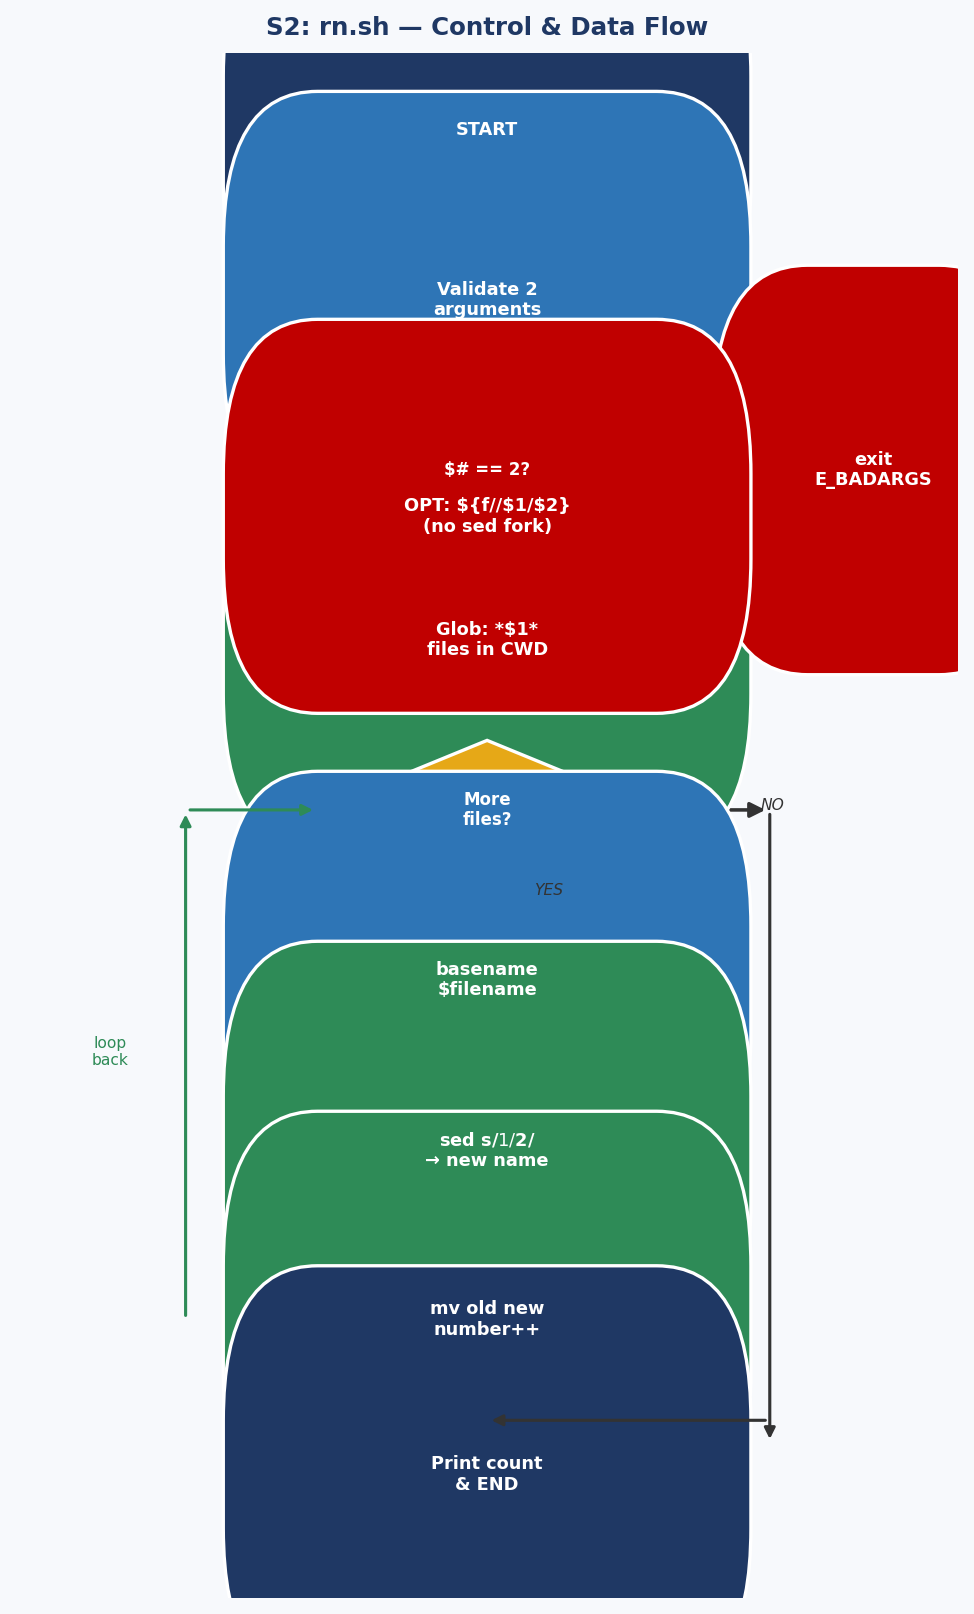 S2: rn.sh — Control & Data Flow
START
Validate 2
arguments
$# == 2?
exit
E_BADARGS
OPT: ${f//$1/$2}
(no sed fork)
Glob: *$1*
files in CWD
More
files?
NO
YES
basename
$filename
loop
back
sed s/1/2/
→ new name
mv old new
number++
Print count
& END